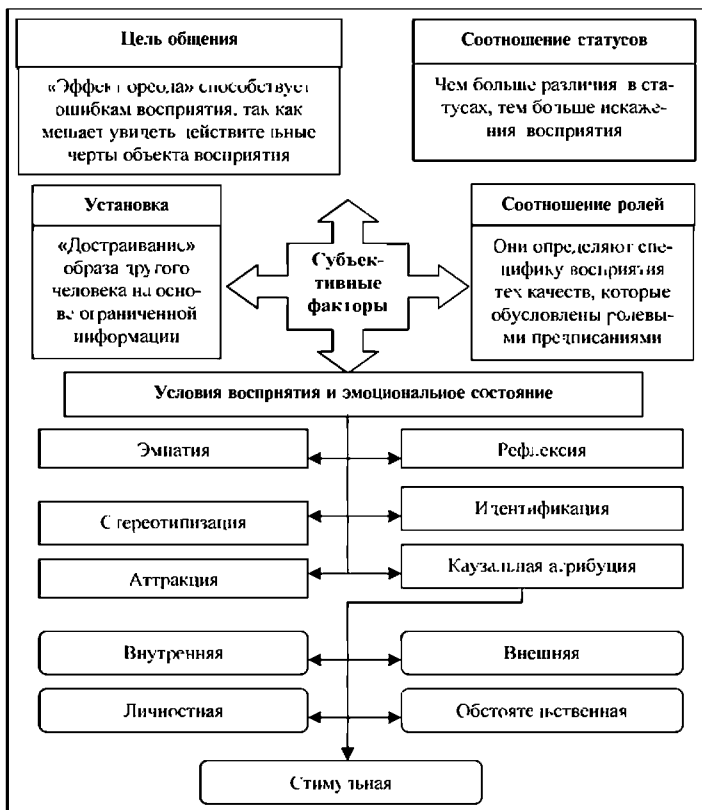 Цель общения
«Эффект ореола» способствует
ошибкам восприятия, так как
мешает увидеть действительные
черты объекта восприятия
Соотношение статусов
Чем больше различия в ста-
тусах, тем больше искаже-
ния восприятия
Установка
«Достраивание»
образа другого
человека на осно-
ве ограниченной
информации
Субъек-
тивные
факторы
Соотношение ролей
Они определяют спе-
цифику восприятия
тех качеств, которые
обусловлены ролевы-
ми предписаниями
Условия восприятия и эмоциональное состояние
Эмпатия
Рефлексия
Стереотипизация
Идентификация
Аттракция
Каузальная атрибуция
Внутренняя
Внешняя
Личностная
Обстоятельственная
Стимульная